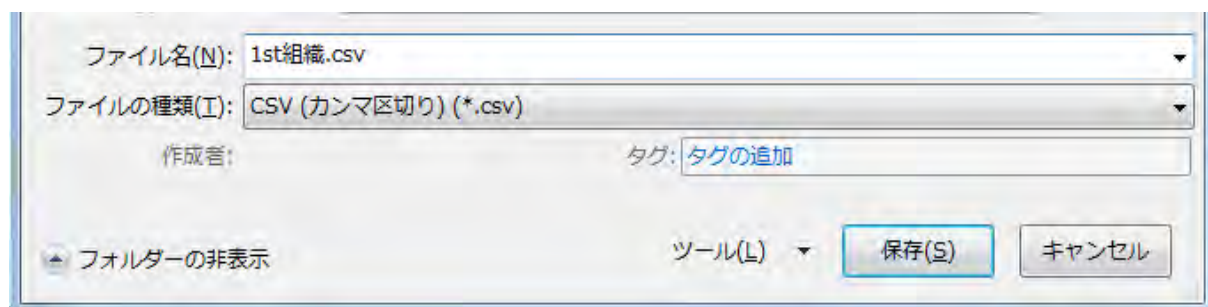 ファイル名(N): 1st組織.csv
ファイルの種類(T): CSV (カンマ区切り) (*.csv)
作成者: タグ: タグの追加
フォルダーの非表示 ツール(L) 保存(S) キャンセル